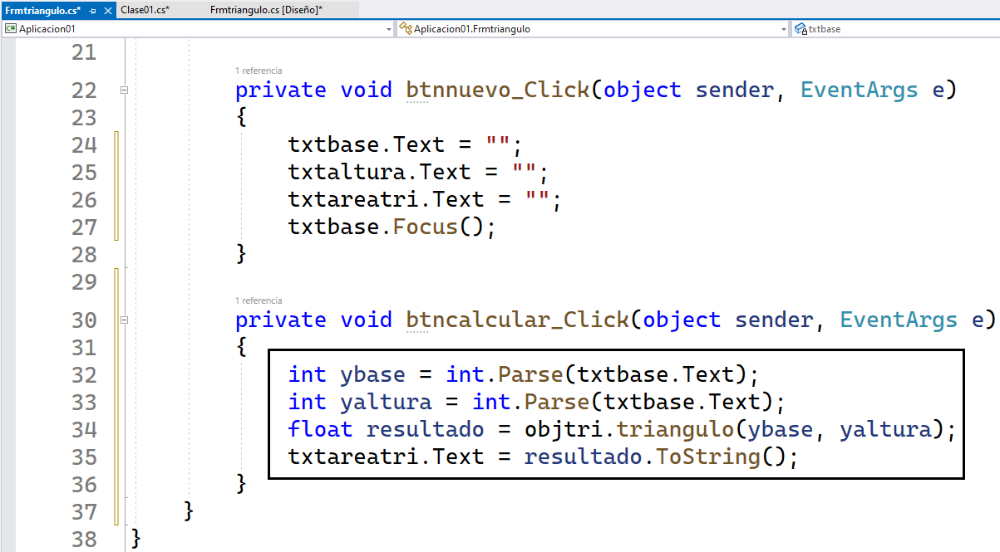 Frmtriangulo.cs* Clase01.cs* Frmtriangulo.cs [Diseño]*
C# Aplicacion01 Aplicacion01.Frmtriangulo txtbase
21
1 referencia
22 private void btnnuevo_Click(object sender, EventArgs e)
23 {
24 txtbase.Text = "";
25 txtaltura.Text = "";
26 txtareatri.Text = "";
27 txtbase.Focus();
28 }
29
1 referencia
30 private void btncalcular_Click(object sender, EventArgs e)
31 {
32 int ybase = int.Parse(txtbase.Text);
33 int yaltura = int.Parse(txtbase.Text);
34 float resultado = objtri.triangulo(ybase, yaltura);
35 txtareatri.Text = resultado.ToString();
36 }
37 }
38 }